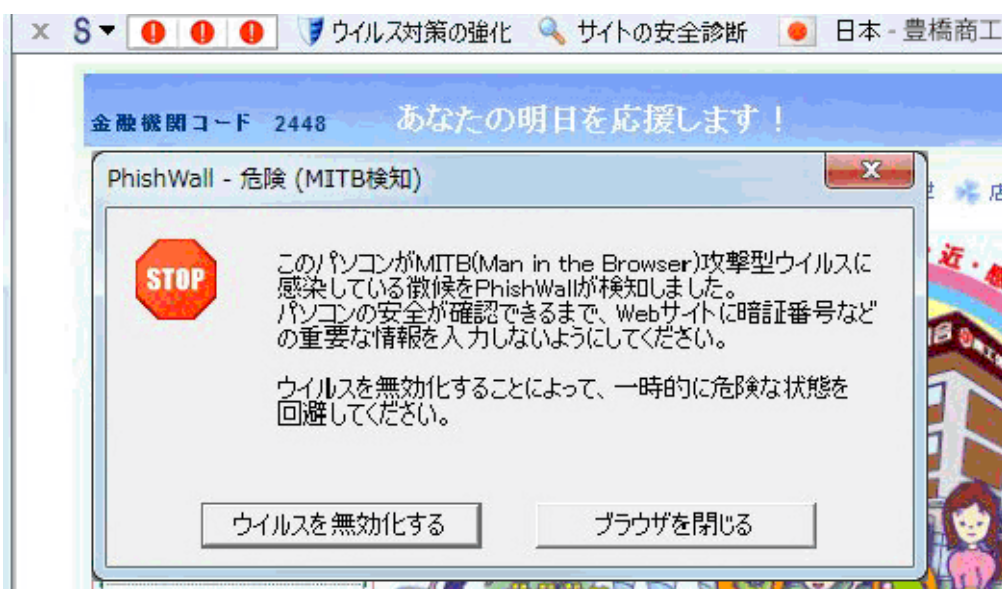 × S ウイルス対策の強化 サイトの安全診断 日本 - 豊橋商工
金融機関コード 2448 あなたの明日を応援します！
PhishWall - 危険 (MITB検知)
STOP
このパソコンがMITB(Man in the Browser)攻撃型ウイルスに
感染している徴候をPhishWallが検知しました。
パソコンの安全が確認できるまで、Webサイトに暗証番号など
の重要な情報を入力しないようにしてください。
ウイルスを無効化することによって、一時的に危険な状態を
回避してください。
ウイルスを無効化する ブラウザを閉じる
近・